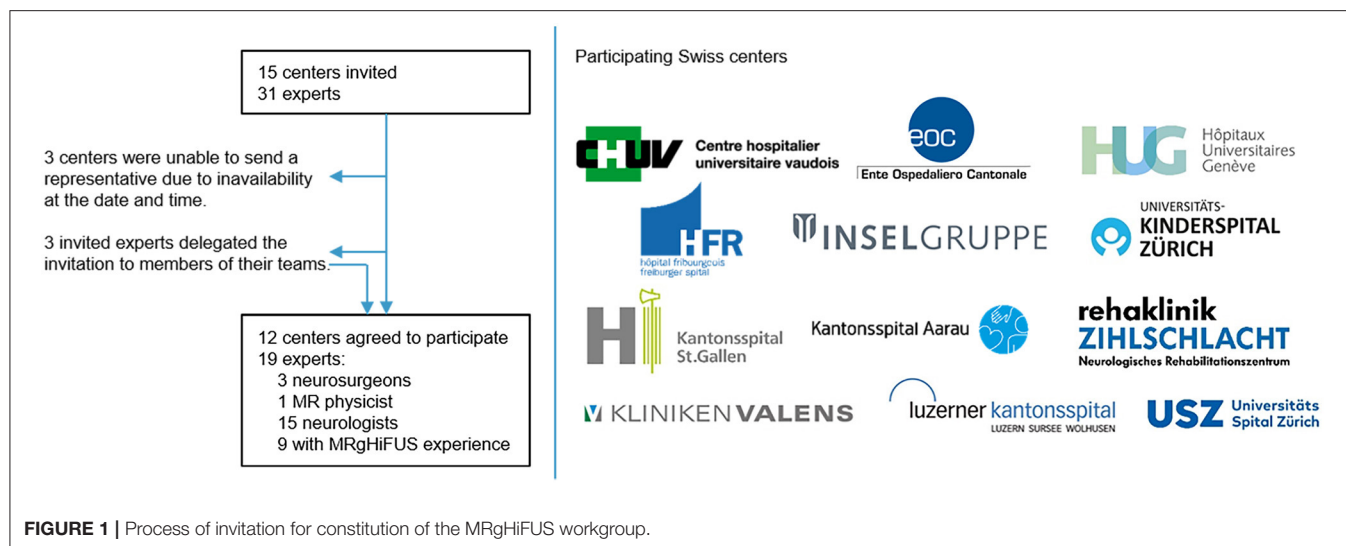 15 centers invited
31 experts
3 centers were unable to send a
representative due to inavailability
at the date and time.
3 invited experts delegated the
invitation to members of their teams.
12 centers agreed to participate
19 experts:
3 neurosurgeons
1 MR physicist
15 neurologists
9 with MRgHiFUS experience
Participating Swiss centers
CHUV Centre hospitalier
universitaire vaudois
eoc
Ente Ospedaliero Cantonale
HUG Hôpitaux
Universitaires
Genève
HFR
hôpital fribourgeois
freiburger spital
INSELGRUPPE
UNIVERSITÄTS-
KINDERSPITAL
ZÜRICH
Kantonsspital
St.Gallen
Kantonsspital Aarau
rehaklinik
ZIHLSCHLACHT
Neurologisches Rehabilitationszentrum
KLINIKEN VALENS
luzerner kantonsspital
LUZERN SURSEE WOLHUSEN
USZ Universitäts
Spital Zürich
FIGURE 1 | Process of invitation for constitution of the MRgHiFUS workgroup.